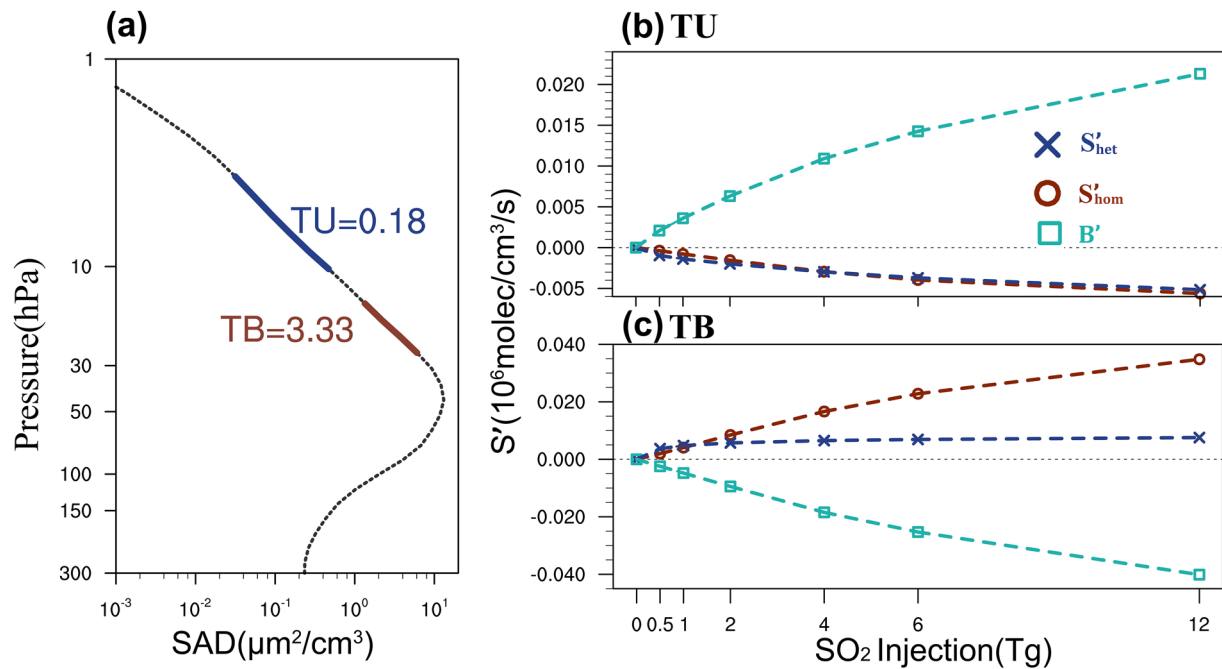 (a)
Pressure(hPa)
1
10
30
50
100
150
300
TU=0.18
TB=3.33
10⁻³
10⁻²
10⁻¹
10⁰
10¹
SAD(µm²/cm³)
(b) TU
S'(10⁶molec/cm³/s)
0.020
0.015
0.010
0.005
0.000
-0.005
S'het
S'hom
B'
(c) TB
0.040
0.020
0.000
-0.020
-0.040
0 0.5 1 2 4 6 12
SO₂ Injection(Tg)